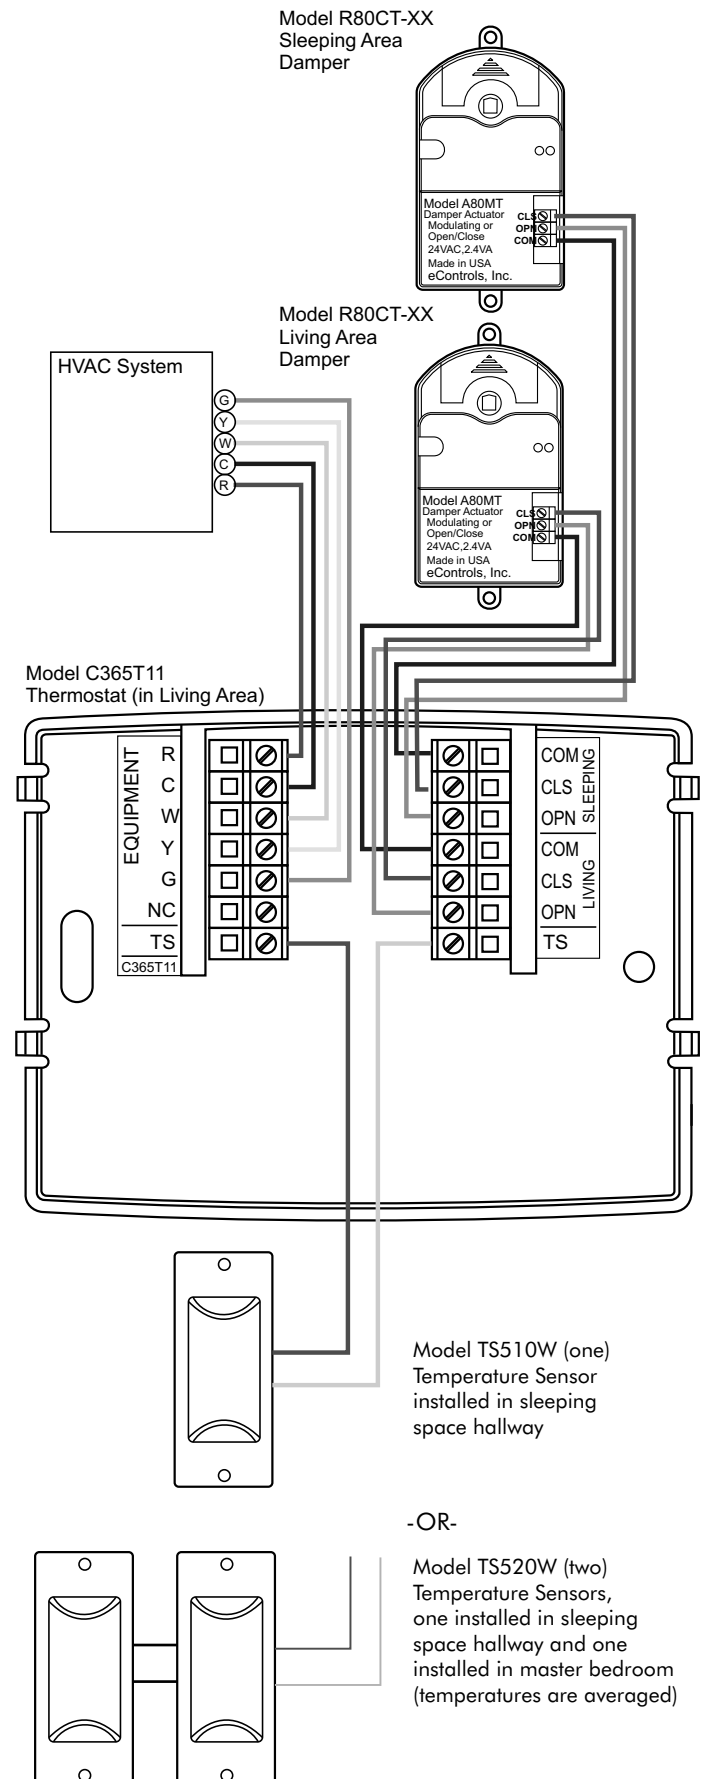 Model R80CT-XX
Sleeping Area
Damper
Model A80MT
Damper Actuator
Modulating or
Open/Close
24VAC,2.4VA
Made in USA
eControls, Inc.
CLS
OPN
COM
Model R80CT-XX
Living Area
Damper
HVAC System
G
Y
W
C
R
Model A80MT
Damper Actuator
Modulating or
Open/Close
24VAC,2.4VA
Made in USA
eControls, Inc.
CLS
OPN
COM
Model C365T11
Thermostat (in Living Area)
EQUIPMENT
R
C
W
Y
G
NC
TS
C365T11
COM
CLS
OPN
SLEEPING
COM
CLS
OPN
LIVING
TS
Model TS510W (one)
Temperature Sensor
installed in sleeping
space hallway
-OR-
Model TS520W (two)
Temperature Sensors,
one installed in sleeping
space hallway and one
installed in master bedroom
(temperatures are averaged)